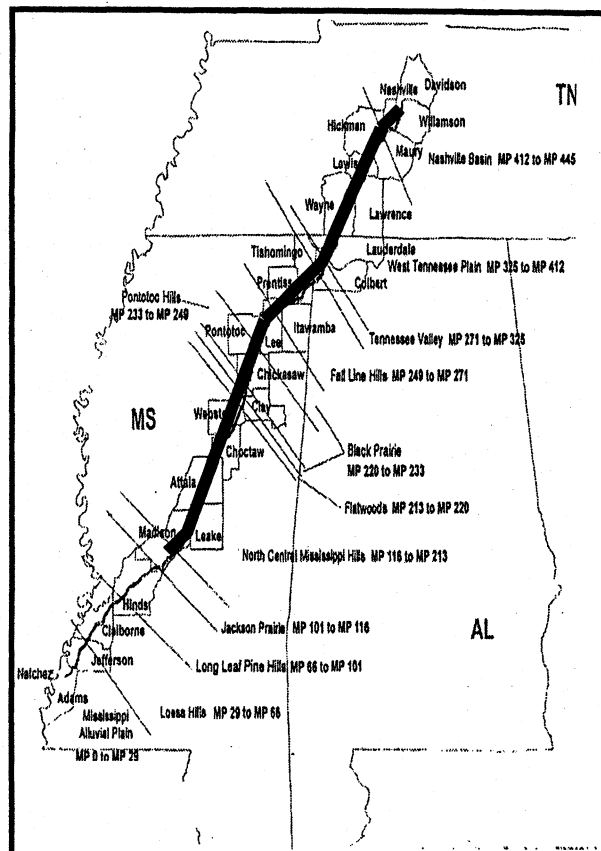 Davidson
Nashville
TN
Hickman
Willamson
Maury
Nashville Basin MP 412 to MP 445
Lewis
Wayne
Lawrence
Tishomingo
Lauderdale
West Tennessee Plain MP 325 to MP 412
Prentiss
Colbert
Pontotoc Hills
MP 233 to MP 249
Itawamba
Pontotoc
Lee
Tennessee Valley MP 271 to MP 325
Chickasaw
Fall Line Hills MP 249 to MP 271
MS
Webster
Clay
Choctaw
Black Prairie
MP 220 to MP 233
Attala
Flatwoods MP 213 to MP 220
Madison
Leake
North Central Mississippi Hills MP 116 to MP 213
Hinds
Jackson Prairie MP 101 to MP 116
AL
Claiborne
Jefferson
Long Leaf Pine Hills MP 66 to MP 101
Natchez
Adams
Loess Hills MP 29 to MP 66
Mississippi
Alluvial Plain
MP 0 to MP 29